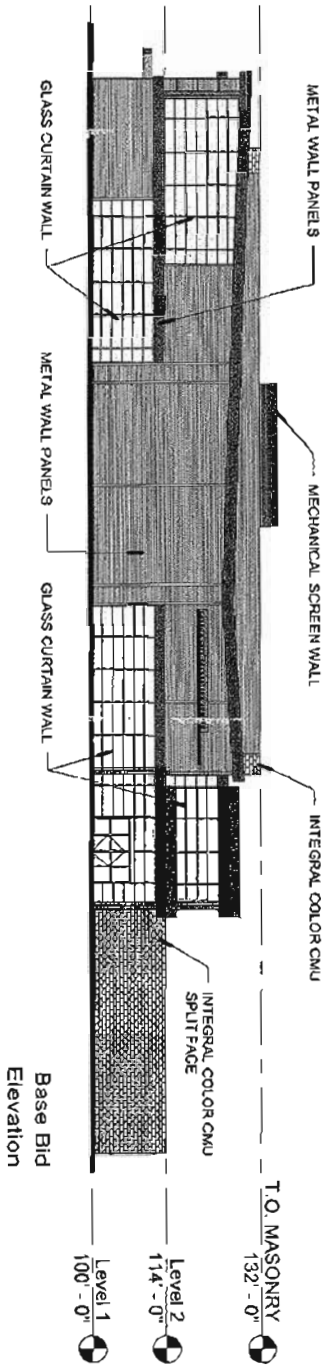 METAL WALL PANELS
MECHANICAL SCREEN WALL
INTEGRAL COLOR CMU
T.O. MASONRY
132' - 0"
Level 2
114' - 0"
Level 1
100' - 0"
GLASS CURTAIN WALL
METAL WALL PANELS
GLASS CURTAIN WALL
INTEGRAL COLOR CMU
SPLIT FACE
Base Bid
Elevation